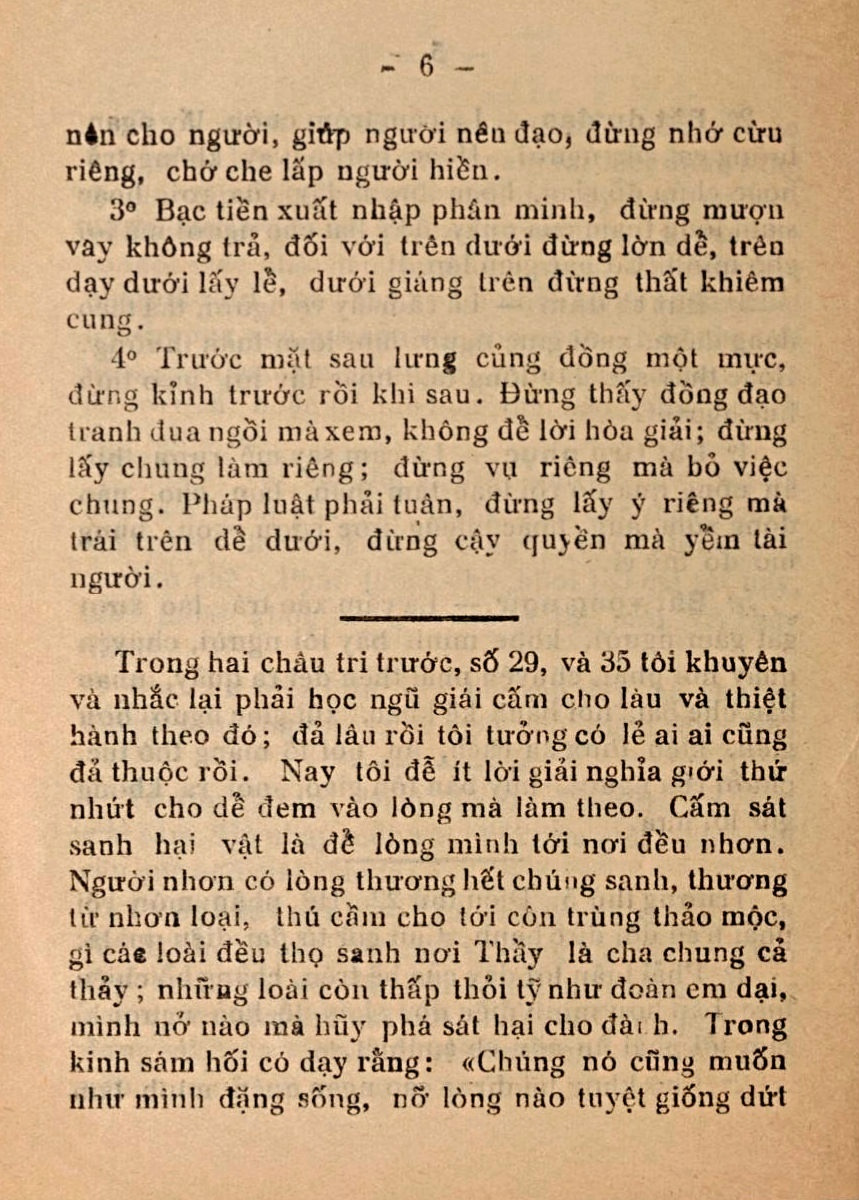 - 6 -
nên cho người, giúp người nên đạo, đừng nhớ cừu
riêng, chớ che lấp người hiền.
3º Bạc tiền xuất nhập phân minh, đừng mượn
vay không trả, đối với trên dưới đừng lờn dễ, trên
dạy dưới lấy lễ, dưới gián trên đừng thất khiêm
cung.
4º Trước mặt sau lưng củng đồng một mực,
đừng kỉnh trước rồi khi sau. Đừng thấy đồng đạo
tranh đua ngồi mà xem, không để lời hòa giải; đừng
lấy chung làm riêng; đừng vụ riêng mà bỏ việc
chung. Pháp luật phải tuân, đừng lấy ý riêng mà
trái trên dể dưới, đừng cậy quyền mà yểm tài
người.
Trong hai châu tri trước, số 29, và 35 tôi khuyên
và nhắc lại phải học ngũ giái cấm cho làu và thiệt
hành theo đó; đả lâu rồi tôi tưởng có lẻ ai ai cũng
đả thuộc rồi. Nay tôi để ít lời giải nghỉa giới thứ
nhứt cho dể đem vào lòng mà làm theo. Cấm sát
sanh hại vật là để lòng mình tới nơi đều nhơn.
Người nhơn có lòng thương hết chúng sanh, thương
từ nhơn loại, thú cầm cho tới côn trùng thảo mộc,
gì các loài đều thọ sanh nơi Thầy là cha chung cả
thảy; những loài còn thấp thỏi tỹ như đoàn em dại,
mình nở nào mà hũy phá sát hại cho đành. Trong
kinh sám hối có dạy rằng: «Chúng nó cũng muốn
như mình đặng sống, nỡ lòng nào tuyệt giống dứt